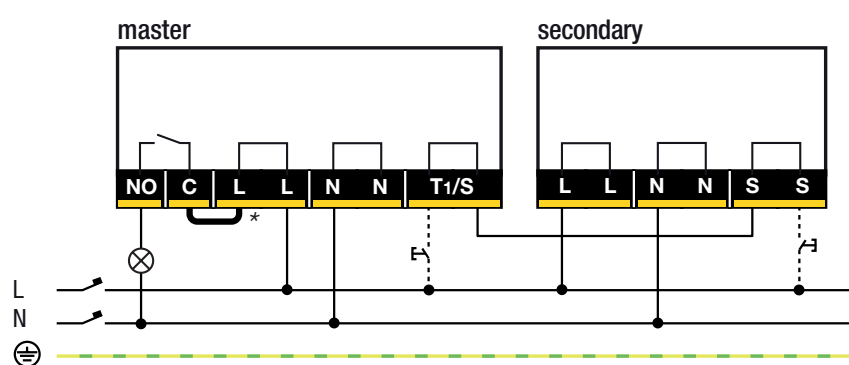 master
secondary
NO C L L N N T1/S
L L N N S S
*
L
N